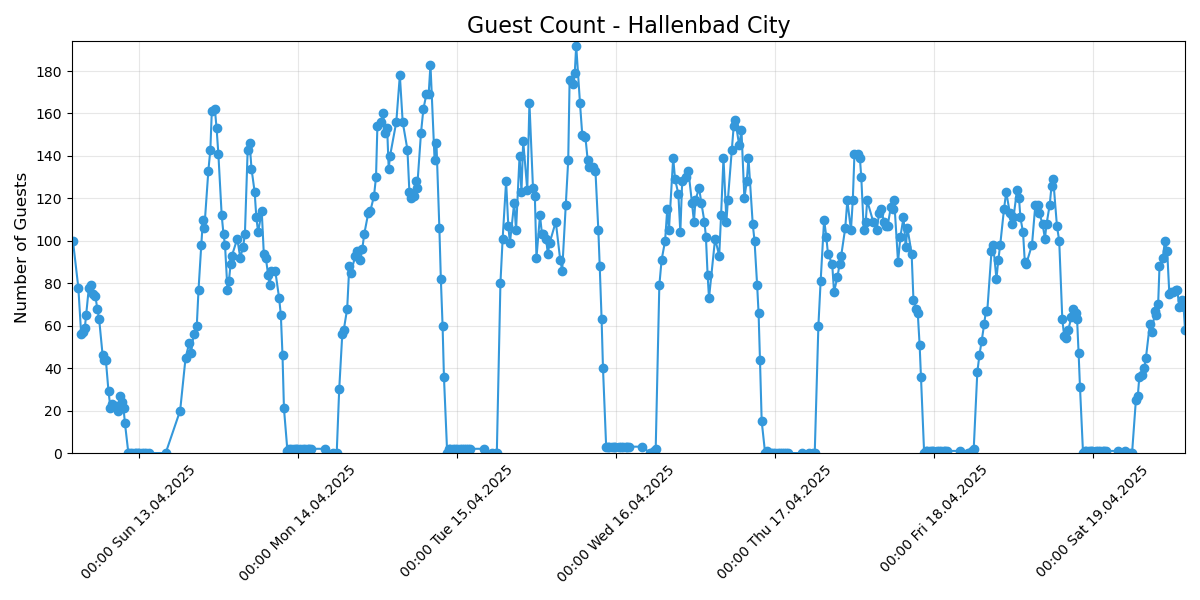 Guest Count - Hallenbad City
Number of Guests
180
160
140
120
100
80
60
40
20
0
00:00 Sun 13.04.2025
00:00 Mon 14.04.2025
00:00 Tue 15.04.2025
00:00 Wed 16.04.2025
00:00 Thu 17.04.2025
00:00 Fri 18.04.2025
00:00 Sat 19.04.2025